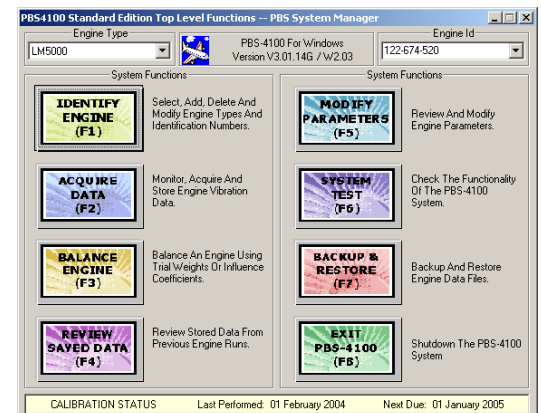 PBS4100 Standard Edition Top Level Functions -- PBS System Manager
Engine Type
LM5000
PBS-4100 For Windows
Version V3.01.14G / W2.03
Engine Id
122-674-520
System Functions
IDENTIFY
ENGINE
(F1)
Select, Add, Delete And
Modify Engine Types And
Identification Numbers.
ACQUIRE
DATA
(F2)
Monitor, Acquire And
Store Engine Vibration
Data.
BALANCE
ENGINE
(F3)
Balance An Engine Using
Trial Weights Or Influence
Coefficients.
REVIEW
SAVED DATA
(F4)
Review Stored Data From
Previous Engine Runs.
System Functions
MODIFY
PARAMETERS
(F5)
Review And Modify
Engine Parameters.
SYSTEM
TEST
(F6)
Check The Functionality
Of The PBS-4100
System.
BACKUP &
RESTORE
(F7)
Backup And Restore
Engine Data Files.
EXIT
PBS-4100
(F8)
Shutdown The PBS-4100
System
CALIBRATION STATUS Last Performed: 01 February 2004 Next Due: 01 January 2005